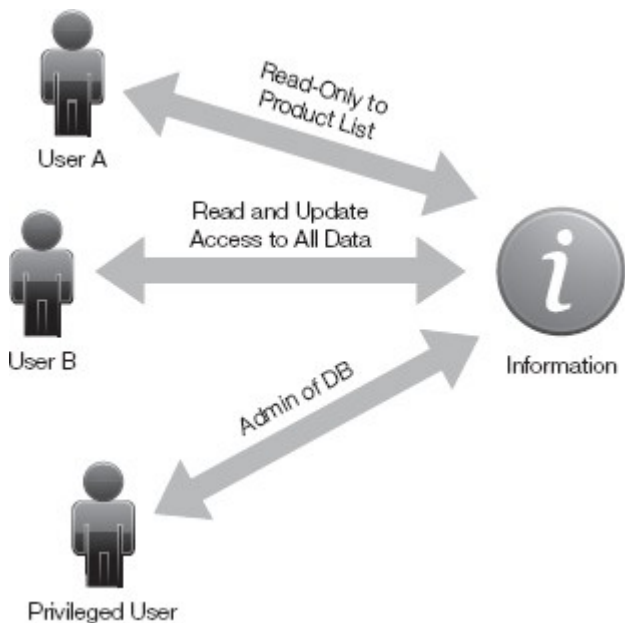 Read-Only to
Product List
User A
Read and Update
Access to All Data
User B
i
Information
Admin of DB
Privileged User